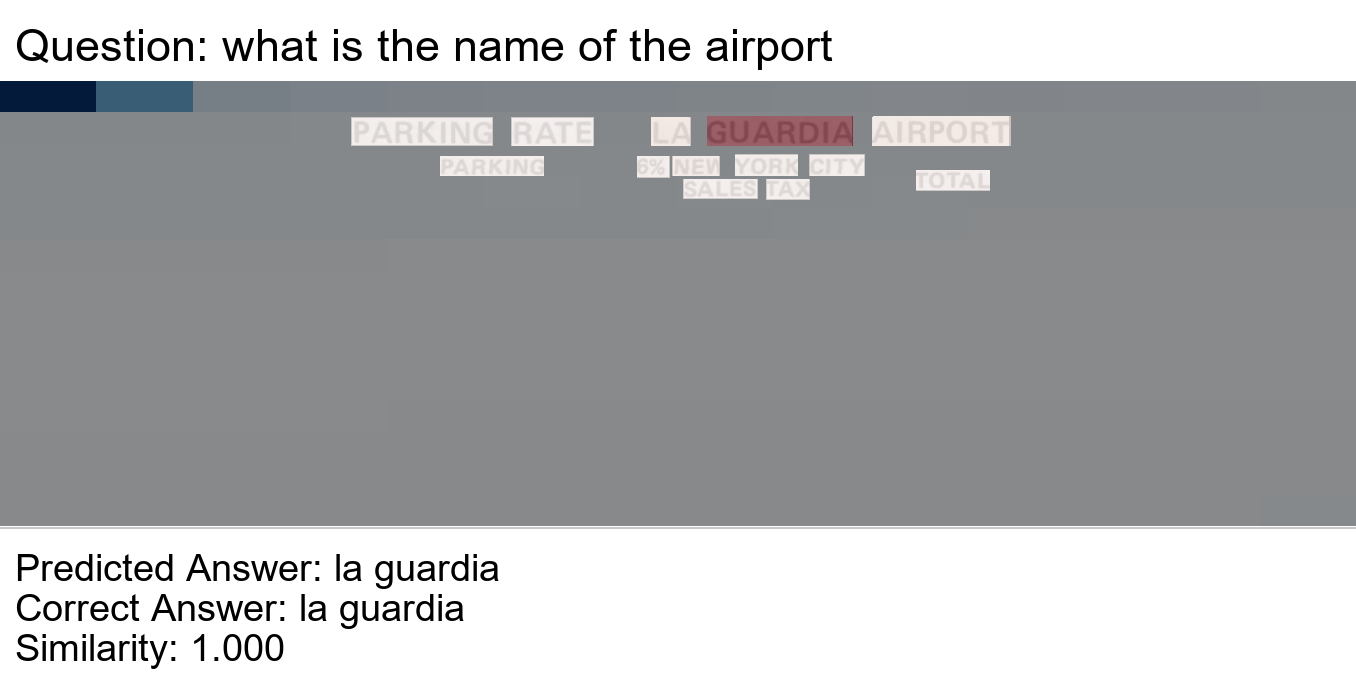 Question: what is the name of the airport
PARKING RATE LA GUARDIA AIRPORT
PARKING 6% NEW YORK CITY TOTAL
SALES TAX
Predicted Answer: la guardia
Correct Answer: la guardia
Similarity: 1.000